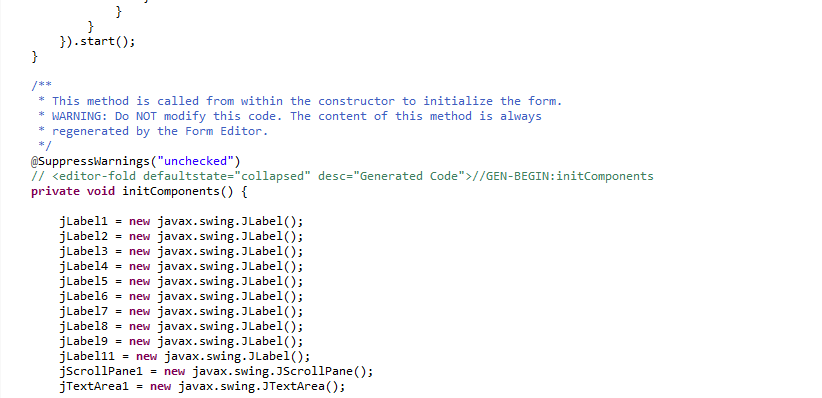 }
}
}).start();
}
/**
* This method is called from within the constructor to initialize the form.
* WARNING: Do NOT modify this code. The content of this method is always
* regenerated by the Form Editor.
*/
@SuppressWarnings("unchecked")
// <editor-fold defaultstate="collapsed" desc="Generated Code">//GEN-BEGIN:initComponents
private void initComponents() {
jLabel1 = new javax.swing.JLabel();
jLabel2 = new javax.swing.JLabel();
jLabel3 = new javax.swing.JLabel();
jLabel4 = new javax.swing.JLabel();
jLabel5 = new javax.swing.JLabel();
jLabel6 = new javax.swing.JLabel();
jLabel7 = new javax.swing.JLabel();
jLabel8 = new javax.swing.JLabel();
jLabel9 = new javax.swing.JLabel();
jLabel11 = new javax.swing.JLabel();
jScrollPane1 = new javax.swing.JScrollPane();
jTextArea1 = new javax.swing.JTextArea();